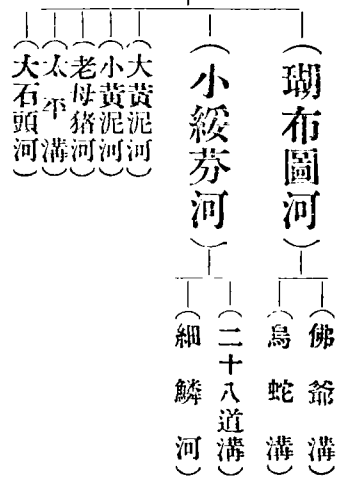 (瑚布圖河)
(佛爺溝)
(烏蛇溝)
(小綏芬河)
(二十八道溝)
(細鱗河)
(大黃泥河)
(小黃泥河)
(老母猪河)
(太平溝)
(大石頭河)